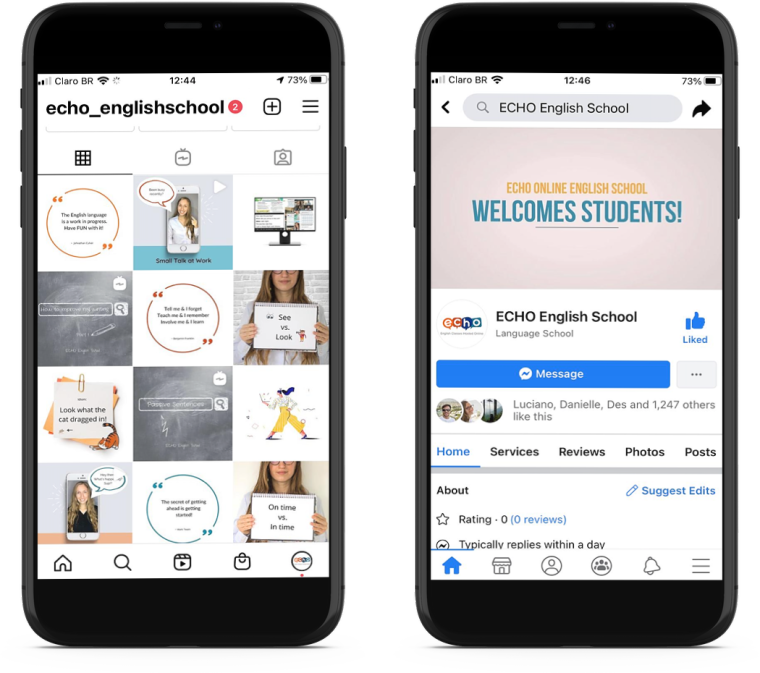 Claro BR
12:44
73%
echo_englishschool
2
“
The English language
is a work in progress.
Have FUN with it!
”
Small Talk at Work
“
Tell me & I forget
Teach me & I remember
Involve me & I learn
”
See
vs.
Look
Look what the
cat dragged in!
Passive Sentences
“
The secret of getting
ahead is getting
started!
”
On time
vs.
In time
Claro BR
12:46
73%
ECHO English School
ECHO ONLINE ENGLISH SCHOOL
WELCOMES STUDENTS!
echo
ECHO English School
Language School
Liked
Message
Luciano, Danielle, Des and 1,247 others
like this
Home Services Reviews Photos Posts
About
Suggest Edits
Rating · 0 (0 reviews)
Typically replies within a day